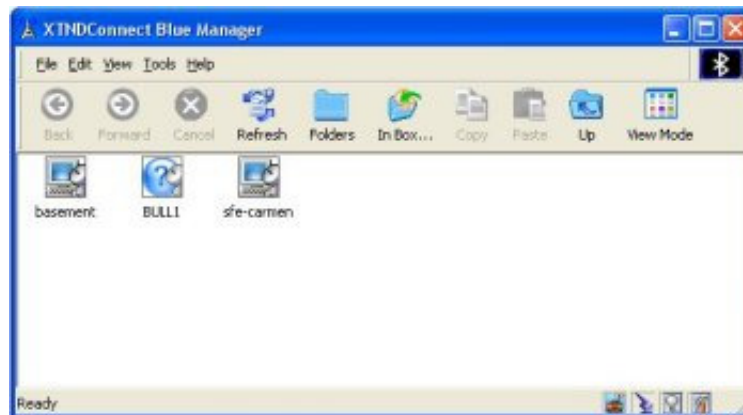 XTNDConnect Blue Manager
File Edit View Tools Help
Back Forward Cancel Refresh Folders In Box... Copy Paste Up View Mode
basement BULL1 sfe-carmen
Ready